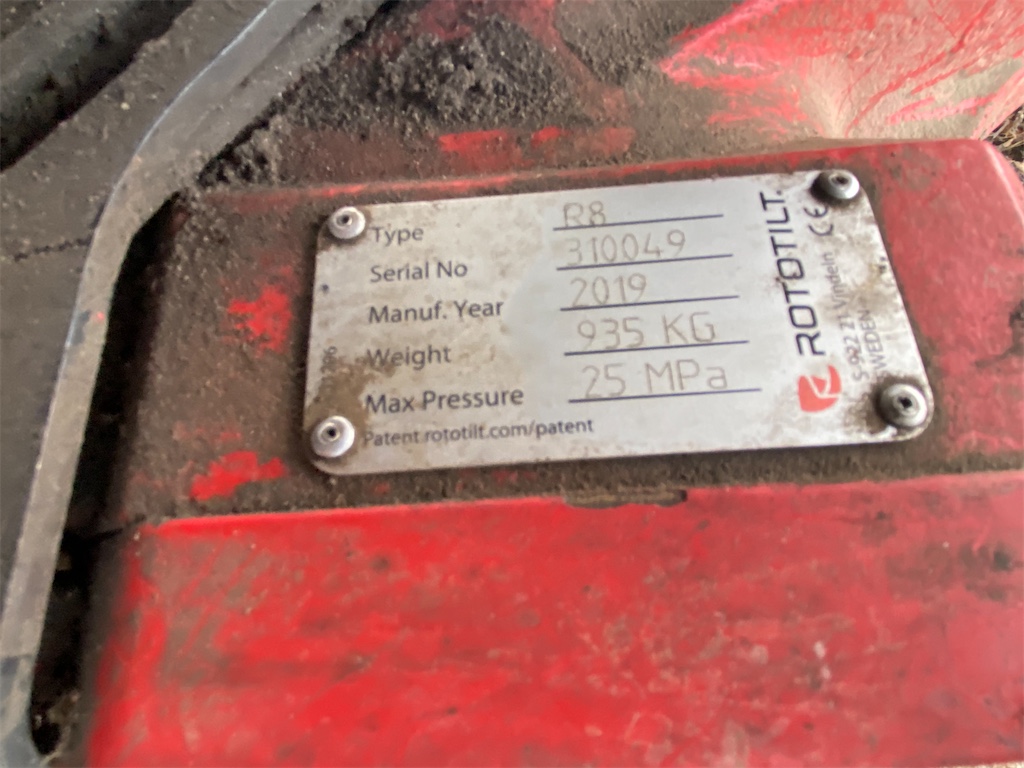 Type R8
Serial No 310049
Manuf. Year 2019
Weight 935 KG
Max Pressure 25 MPa
Patent rototilt.com/patent
ROTOTILT
S-922 21 Vindeln CE
SWEDEN